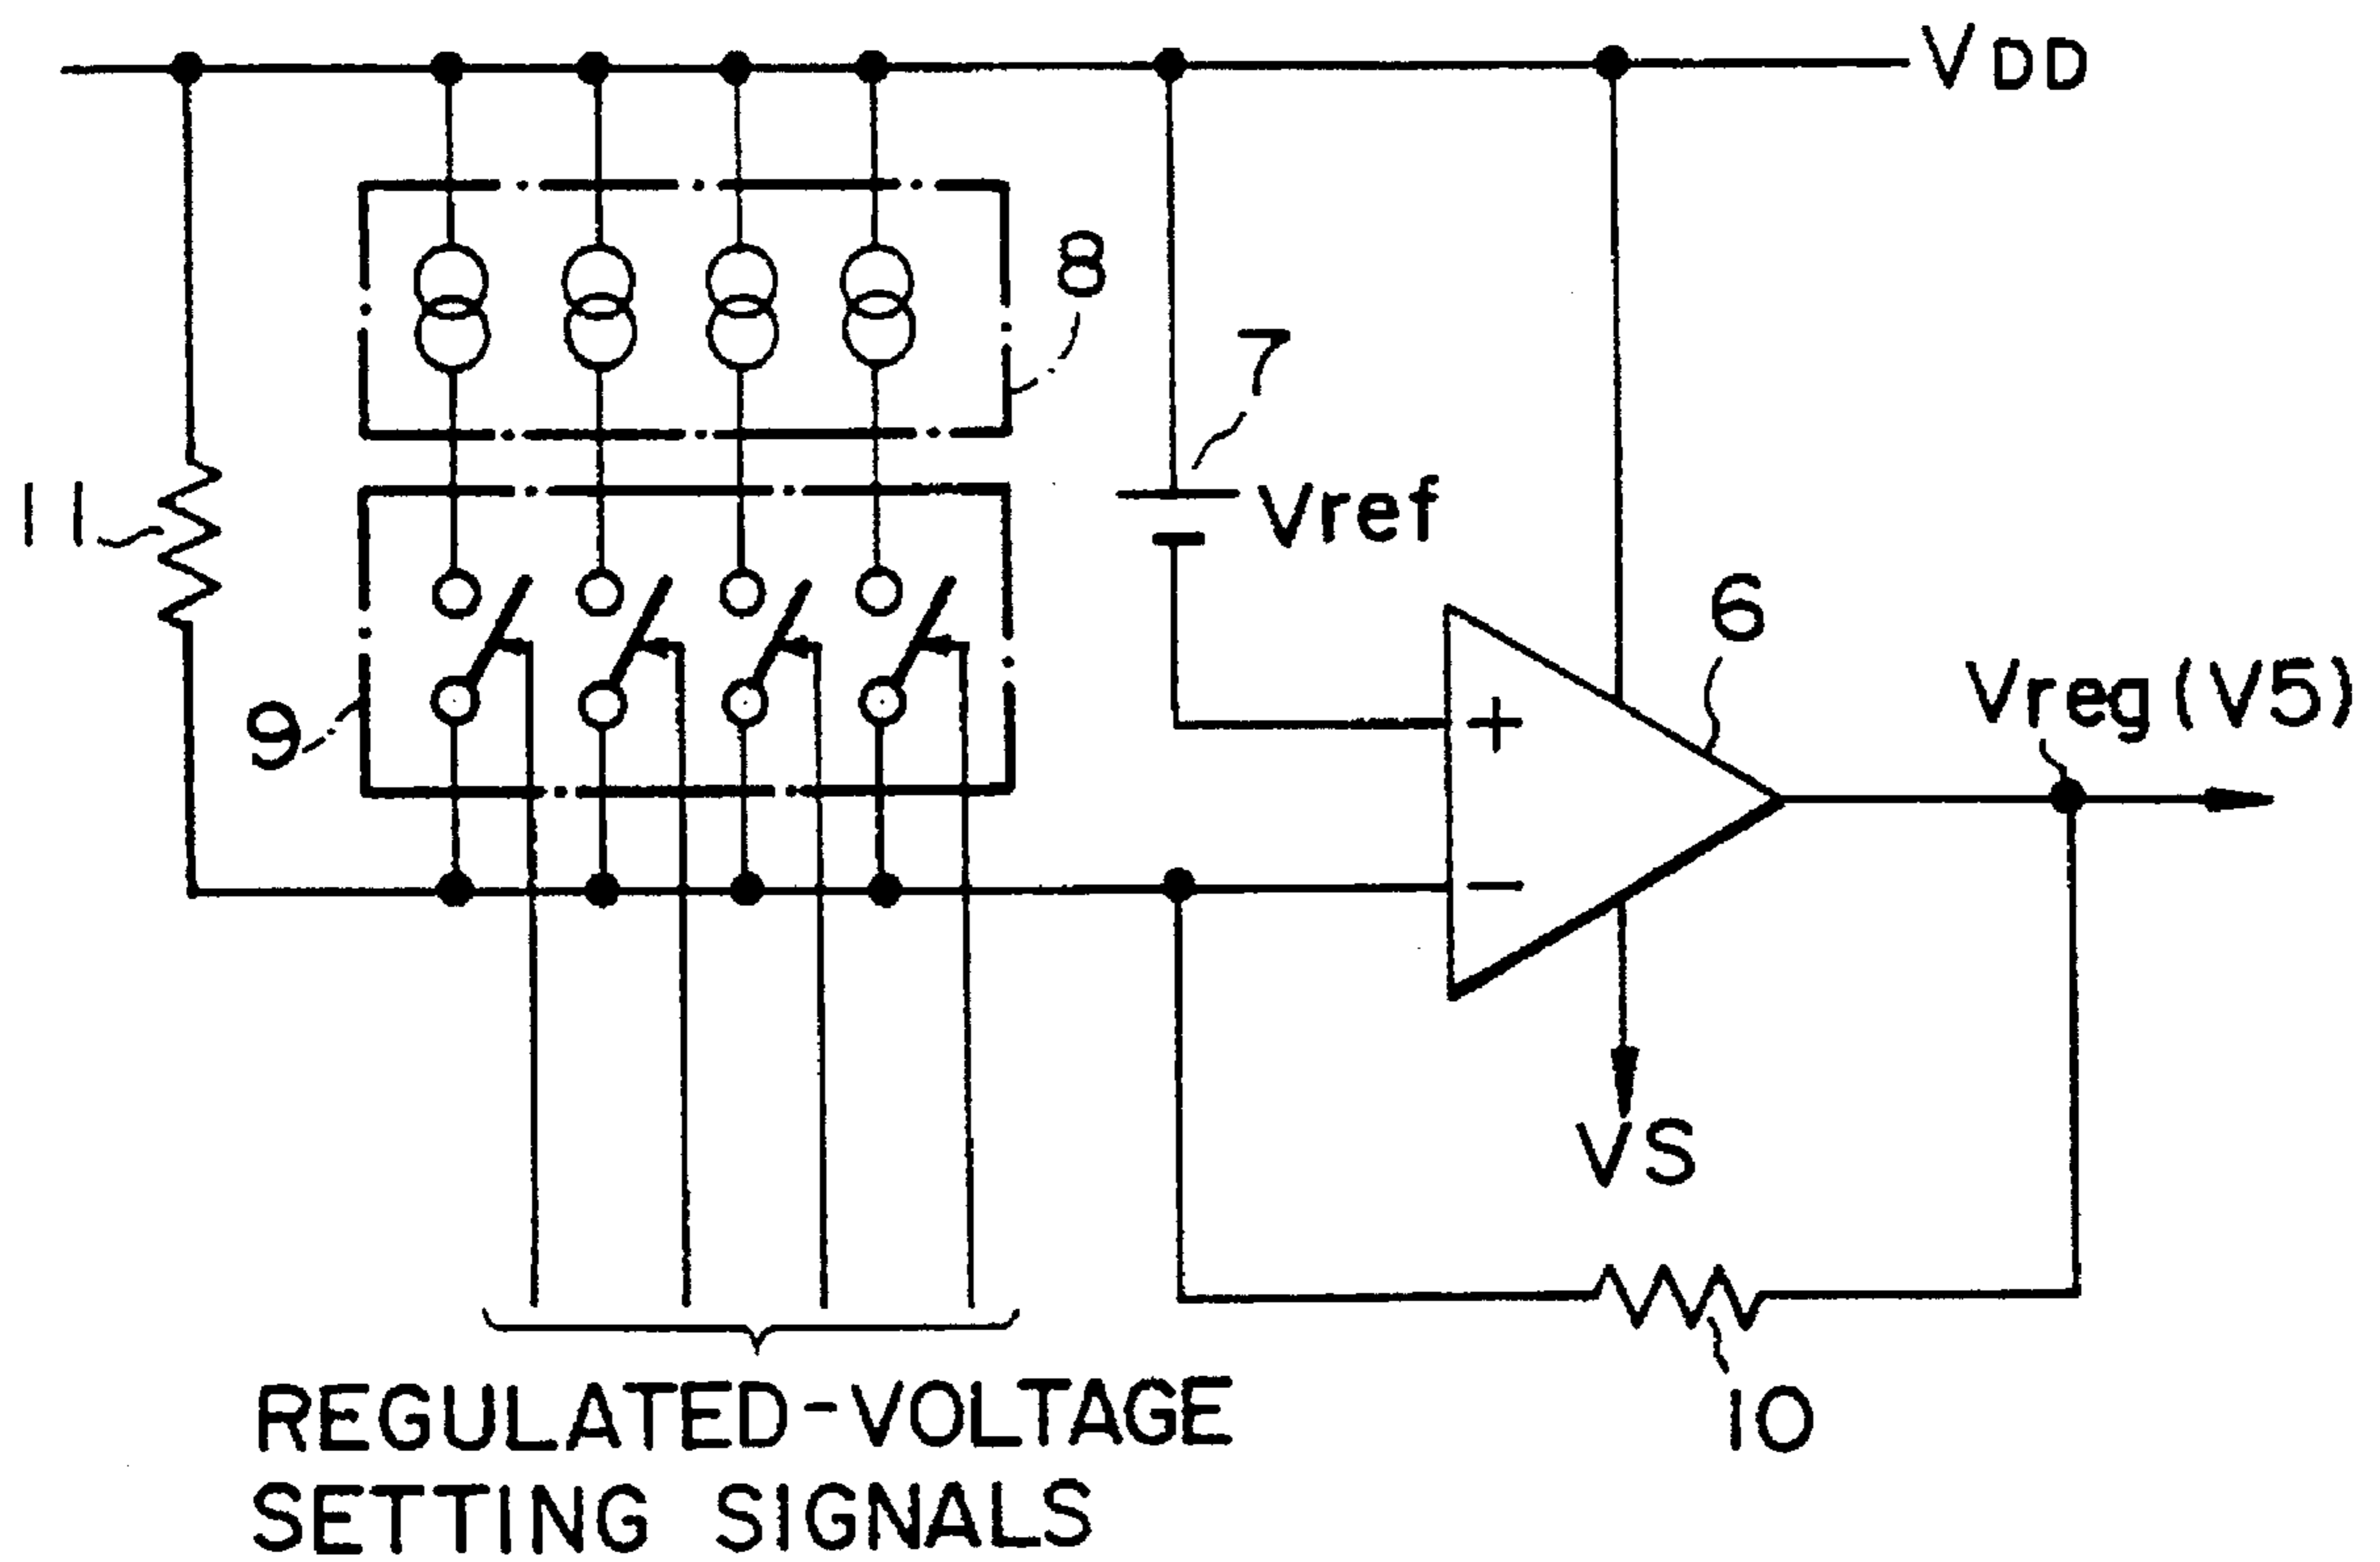 VDD
8
7
Vref
11
6
Vreg(V5)
9
+
−
VS
10
REGULATED-VOLTAGE
SETTING SIGNALS